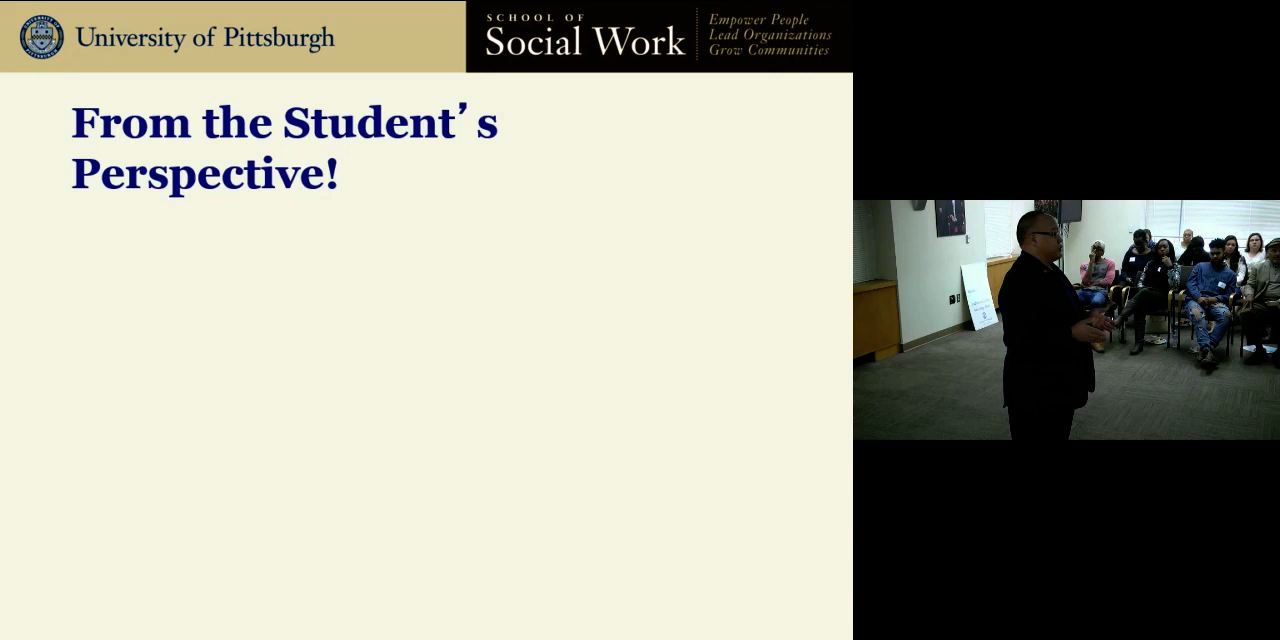 University of Pittsburgh
SCHOOL OF
Social Work
Empower People
Lead Organizations
Grow Communities
From the Student’s
Perspective!